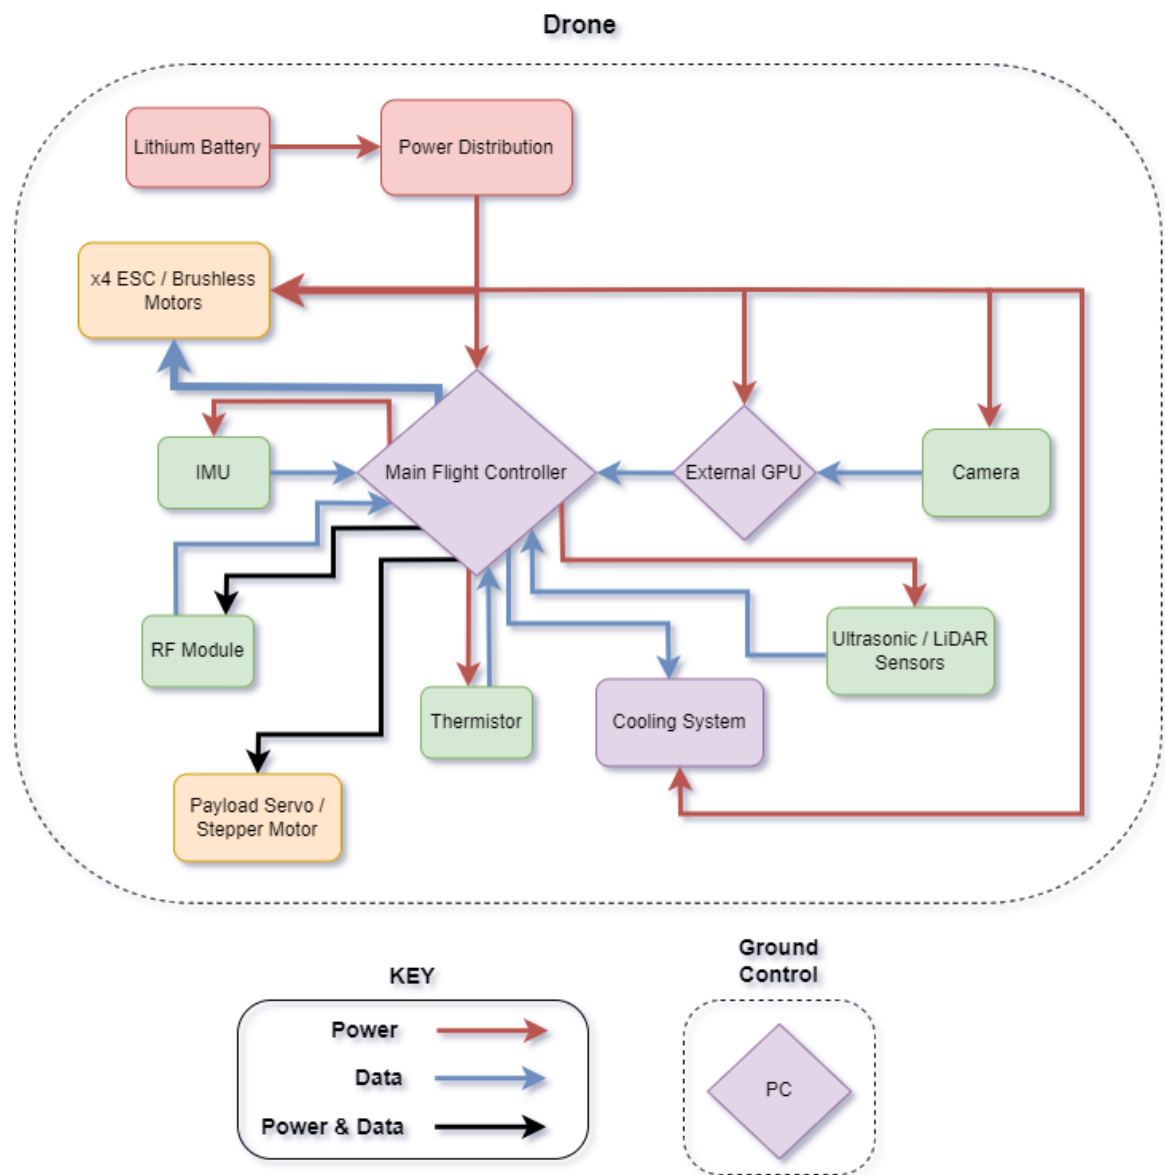 Drone
Lithium Battery
Power Distribution
x4 ESC / Brushless
Motors
IMU
Main Flight Controller
External GPU
Camera
RF Module
Ultrasonic / LiDAR
Sensors
Thermistor
Cooling System
Payload Servo /
Stepper Motor
KEY
Power
Data
Power & Data
Ground
Control
PC